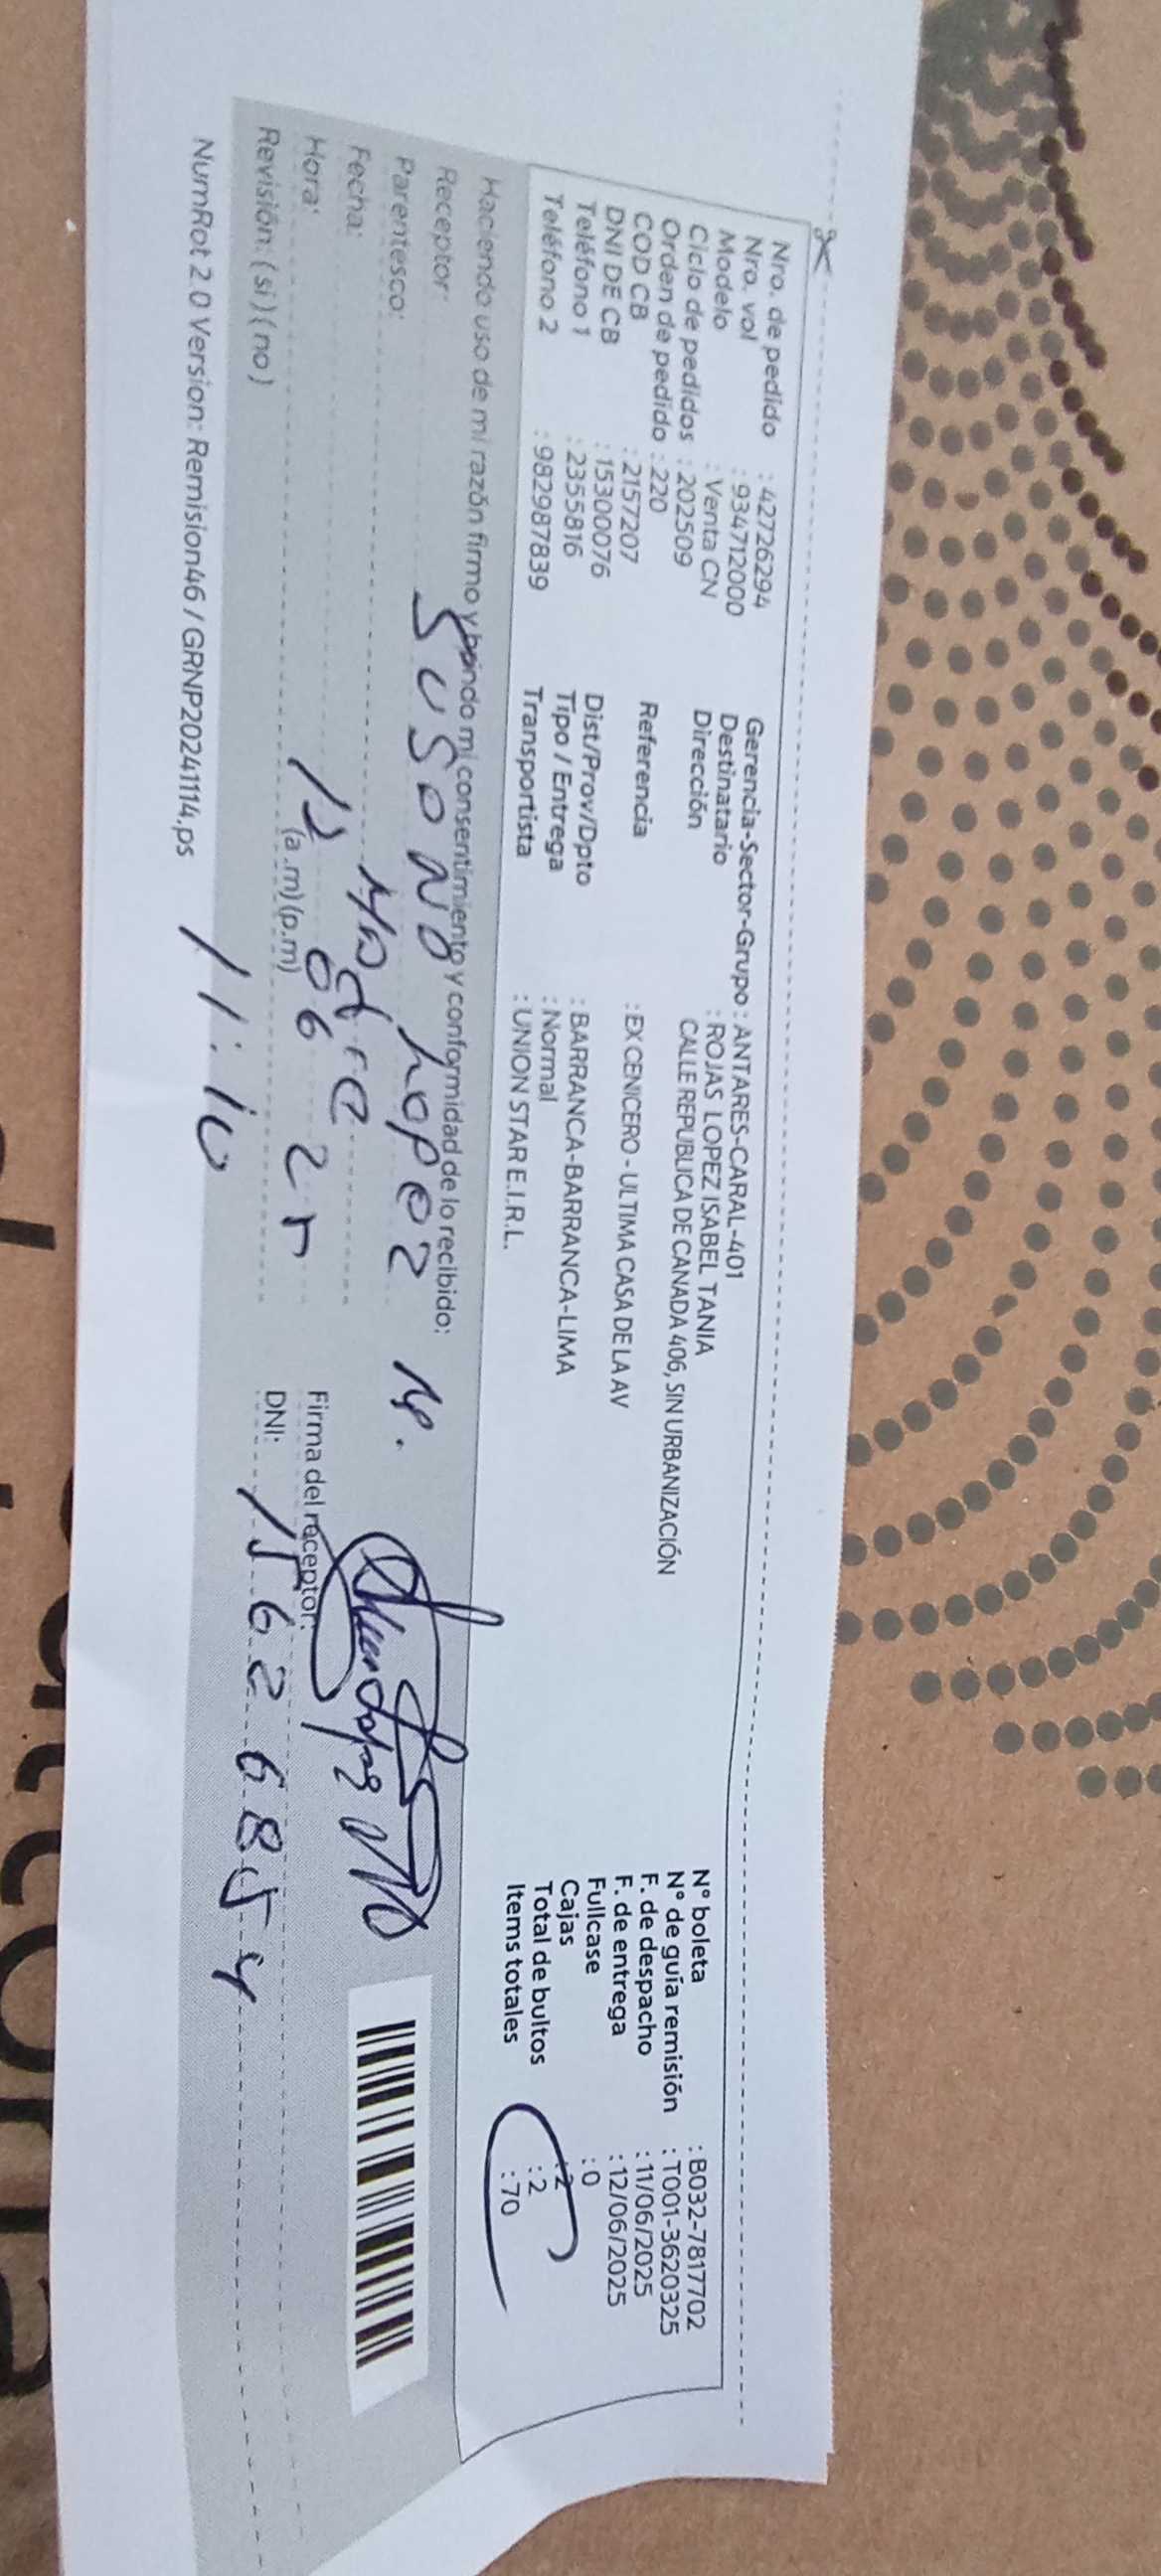 Nro. de pedido : 427726294
Nro. vol : 934712000
Modelo : Venta CN
Ciclo de pedidos : 202509
Orden de pedido : 220
COD CB : 2157207
DNI DE CB : 15300076
Teléfono 1 : 2355816
Teléfono 2 : 982987839
Gerencia-Sector-Grupo : ANTARES-CARAL-401
Destinatario : ROJAS LOPEZ ISABEL TANIA
Dirección CALLE REPUBLICA DE CANADA 406, SIN URBANIZACIÓN
Referencia : EX CENICERO - ULTIMA CASA DE LA AV
Dist/Prov/Dpto : BARRANCA-BARRANCA-LIMA
Tipo / Entrega : Normal
Transportista : UNION STAR E.I.R.L.
N° boleta : B032-7817702
N° de guía remisión : T001-3620325
F. de despacho : 11/06/2025
F. de entrega : 12/06/2025
Fullcase : 0
Cajas : 2
Total de bultos : 2
Items totales : 70
Haciendo uso de mi razón firmo y brindo mi consentimiento y conformidad de lo recibido:
Receptor: Susana Lopez M.
Parentesco: Madre
Fecha: 12 06 25
Hora: (a.m) (p.m) 11:10
Revisión: (si) (no)
Firma del receptor:
DNI: 15626854
NumRot 2.0 Version: Remision46 / GRNP20241114.ps